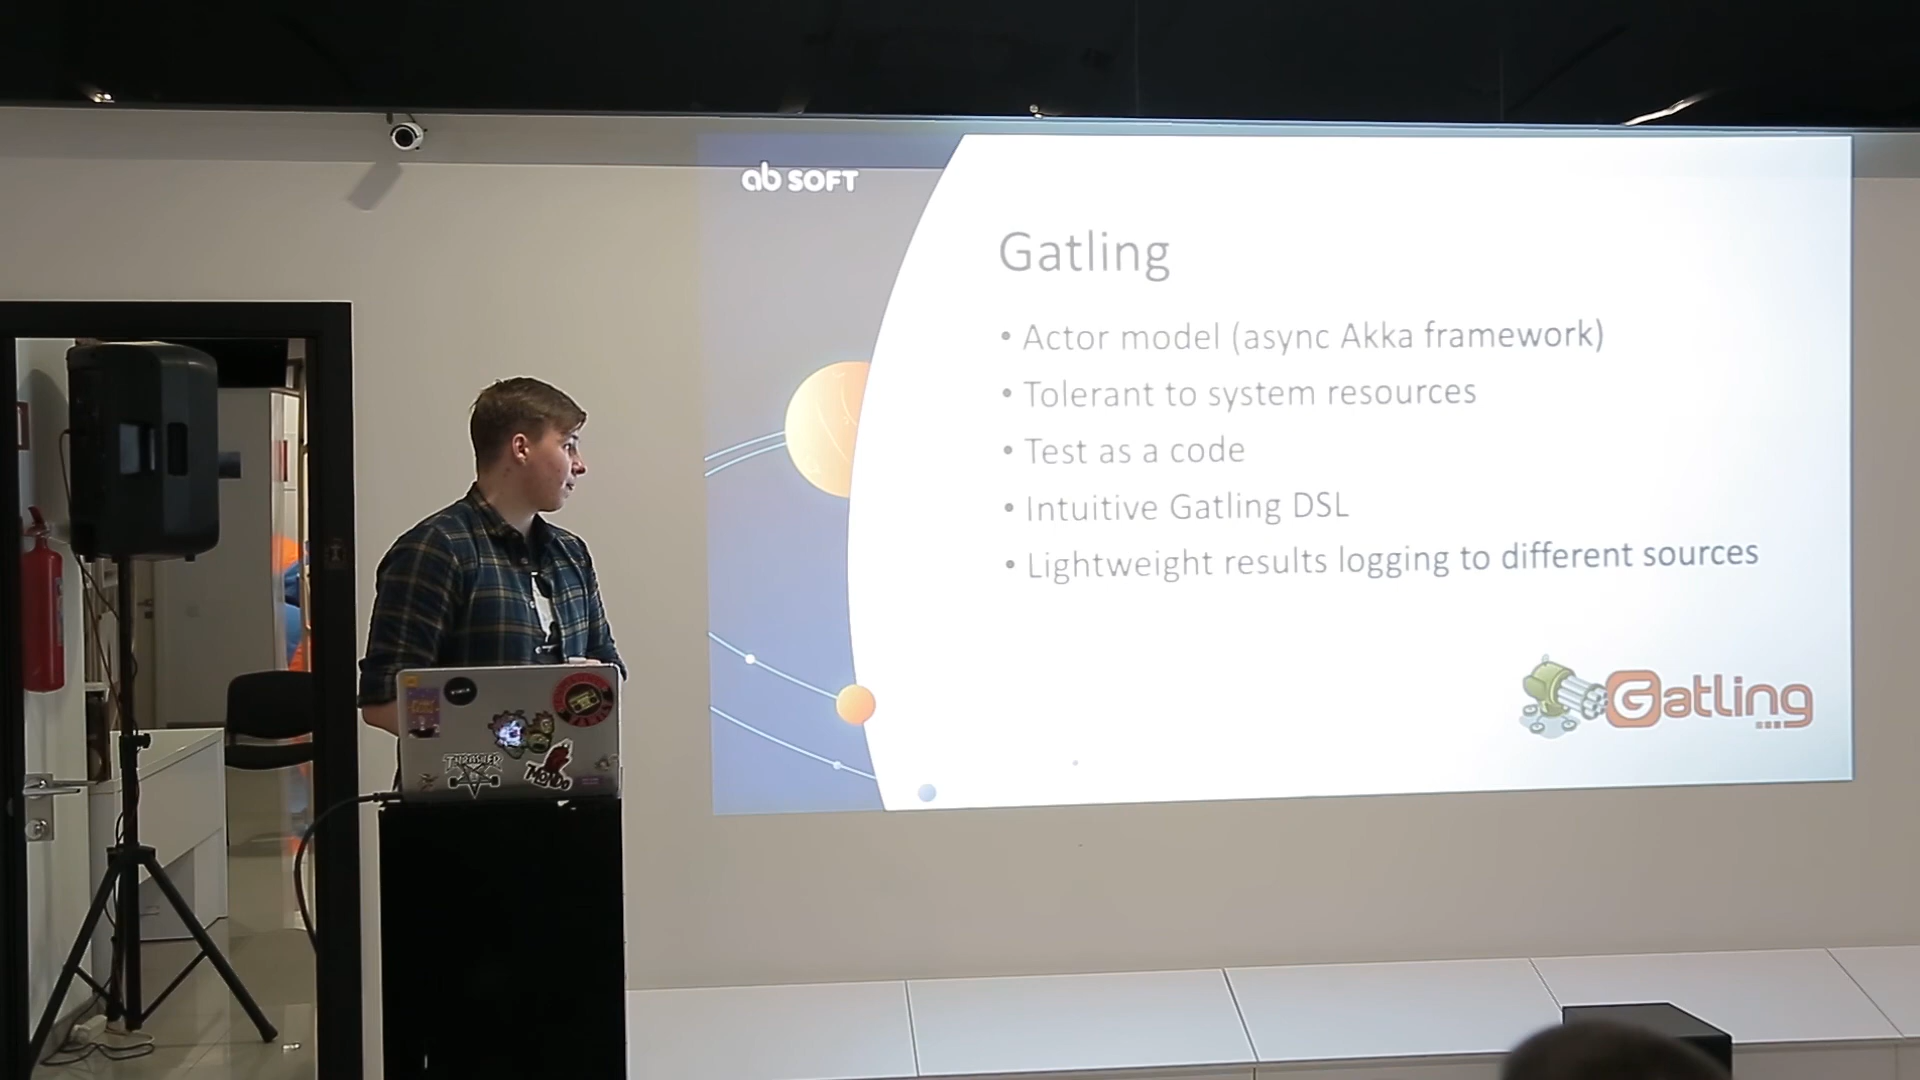 ab SOFT
Gatling
• Actor model (async Akka framework)
• Tolerant to system resources
• Test as a code
• Intuitive Gatling DSL
• Lightweight results logging to different sources
Gatling
THRASHER